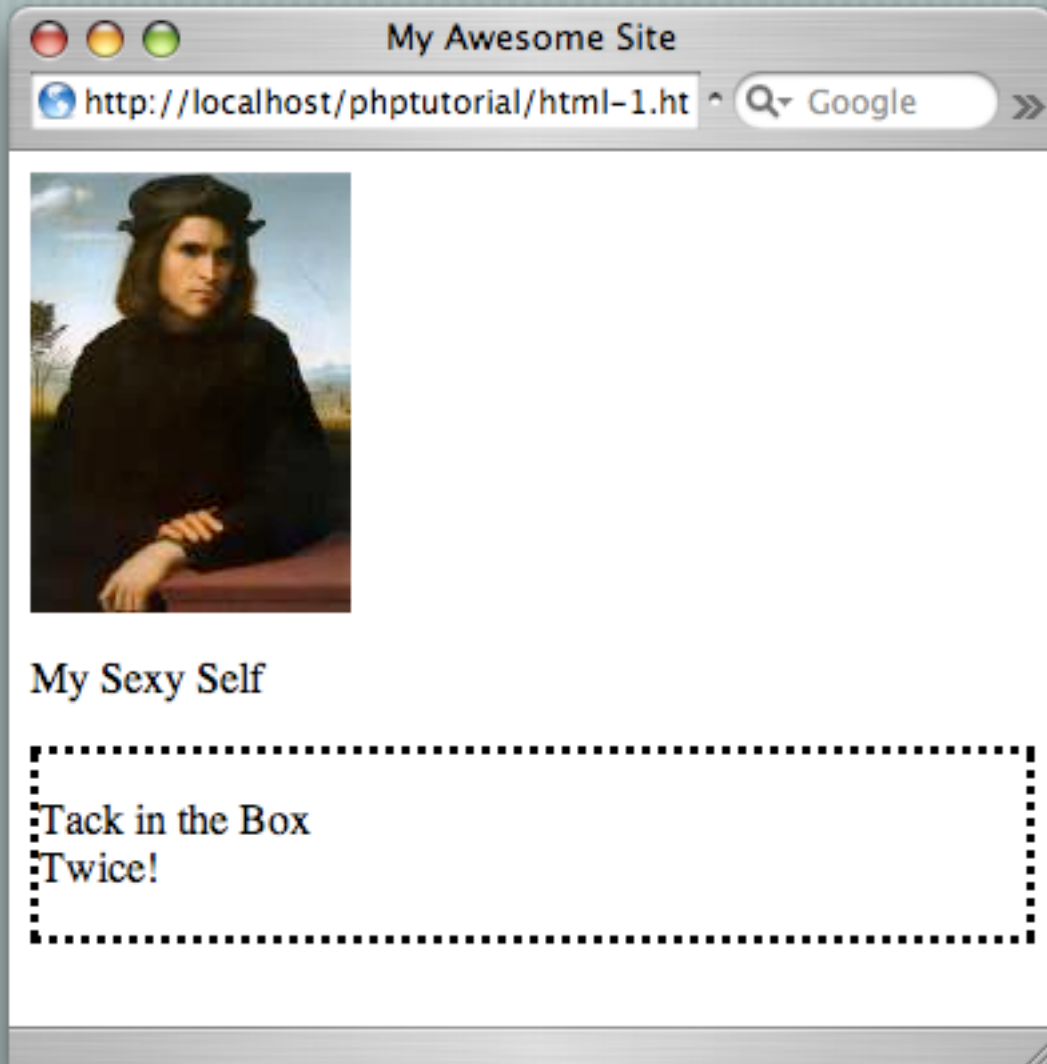 My Awesome Site
http://localhost/phptutorial/html-1.ht
Google
My Sexy Self
Tack in the Box
Twice!